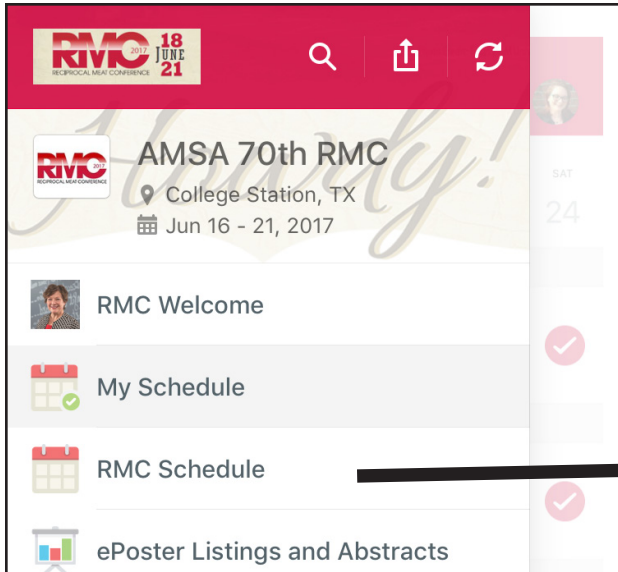 RMC 2017 18
JUNE
21
RECIPROCAL MEAT CONFERENCE
Howdy!
RMC 2017
RECIPROCAL MEAT CONFERENCE
AMSA 70th RMC
College Station, TX
Jun 16 - 21, 2017
SAT
24
RMC Welcome
My Schedule
RMC Schedule
ePoster Listings and Abstracts